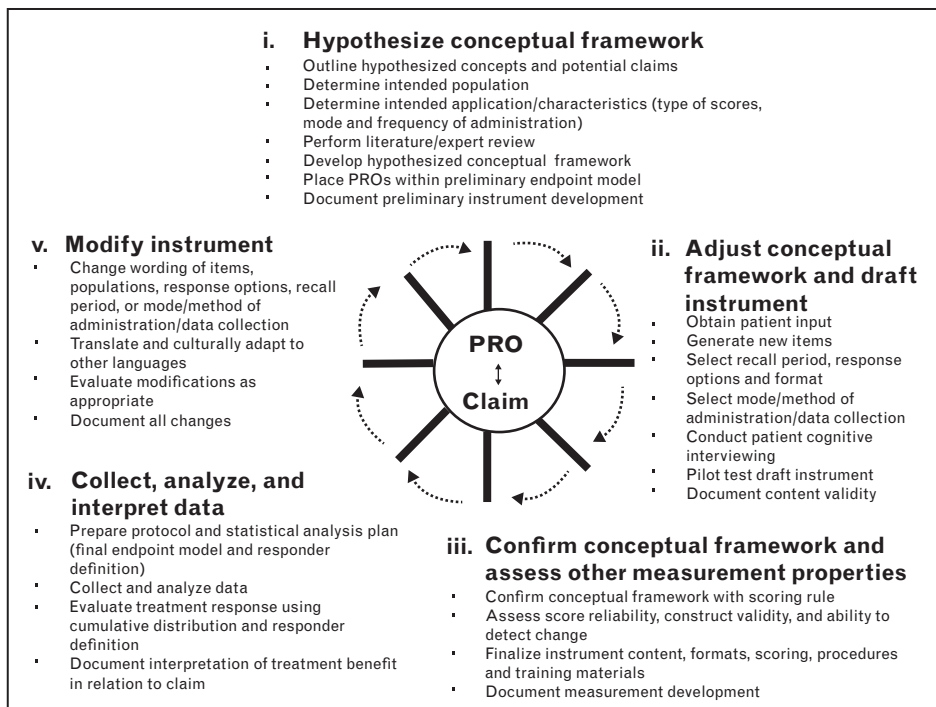 i. Hypothesize conceptual framework
▪ Outline hypothesized concepts and potential claims
▪ Determine intended population
▪ Determine intended application/characteristics (type of scores,
mode and frequency of administration)
▪ Perform literature/expert review
▪ Develop hypothesized conceptual framework
▪ Place PROs within preliminary endpoint model
▪ Document preliminary instrument development
ii. Adjust conceptual
framework and draft
instrument
▪ Obtain patient input
▪ Generate new items
▪ Select recall period, response
options and format
▪ Select mode/method of
administration/data collection
▪ Conduct patient cognitive
interviewing
▪ Pilot test draft instrument
▪ Document content validity
iii. Confirm conceptual framework and
assess other measurement properties
▪ Confirm conceptual framework with scoring rule
▪ Assess score reliability, construct validity, and ability to
detect change
▪ Finalize instrument content, formats, scoring, procedures
and training materials
▪ Document measurement development
iv. Collect, analyze, and
interpret data
▪ Prepare protocol and statistical analysis plan
(final endpoint model and responder
definition)
▪ Collect and analyze data
▪ Evaluate treatment response using
cumulative distribution and responder
definition
▪ Document interpretation of treatment benefit
in relation to claim
v. Modify instrument
▪ Change wording of items,
populations, response options, recall
period, or mode/method of
administration/data collection
▪ Translate and culturally adapt to
other languages
▪ Evaluate modifications as
appropriate
▪ Document all changes
PRO
Claim